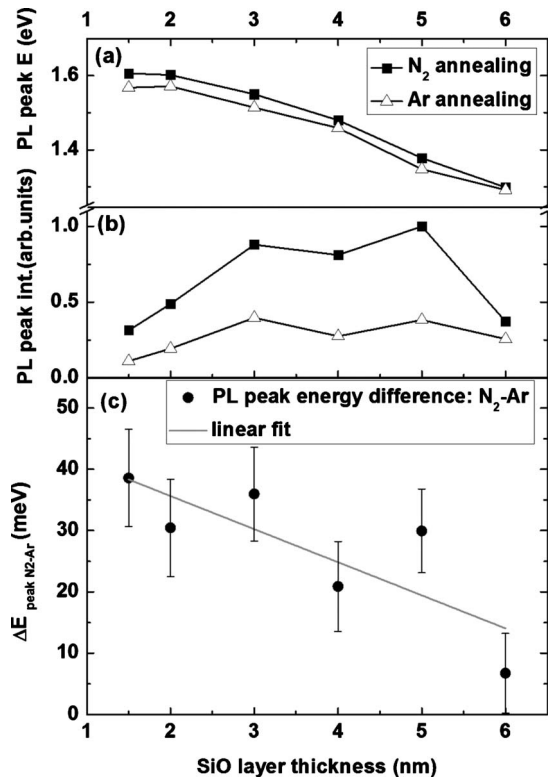 1 2 3 4 5 6
PL peak E (eV)
1.6
1.4
(a)
N2 annealing
Ar annealing
PL peak int.(arb.units)
1.0
0.5
0.0
(b)
ΔE peak N2-Ar (meV)
50
40
30
20
10
0
(c)
PL peak energy difference: N2-Ar
linear fit
1 2 3 4 5 6
SiO layer thickness (nm)